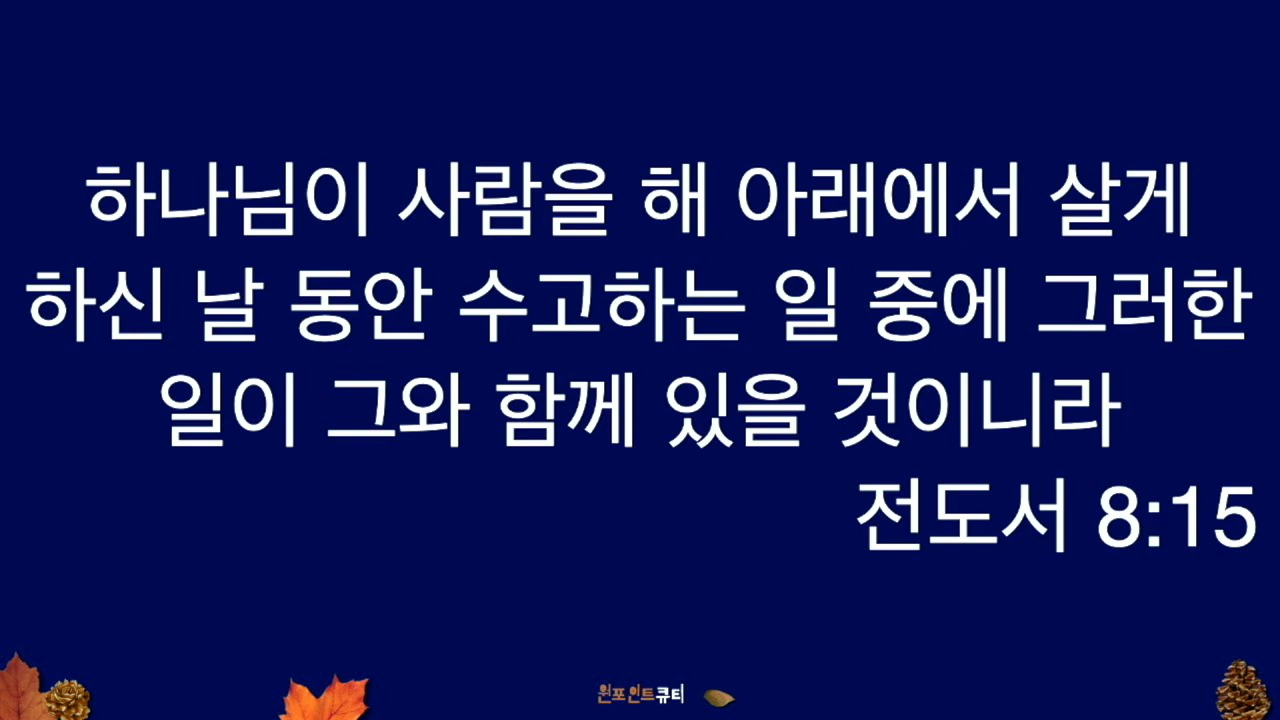 하나님이 사람을 해 아래에서 살게
하신 날 동안 수고하는 일 중에 그러한
일이 그와 함께 있을 것이니라
전도서 8:15
원포인트큐티